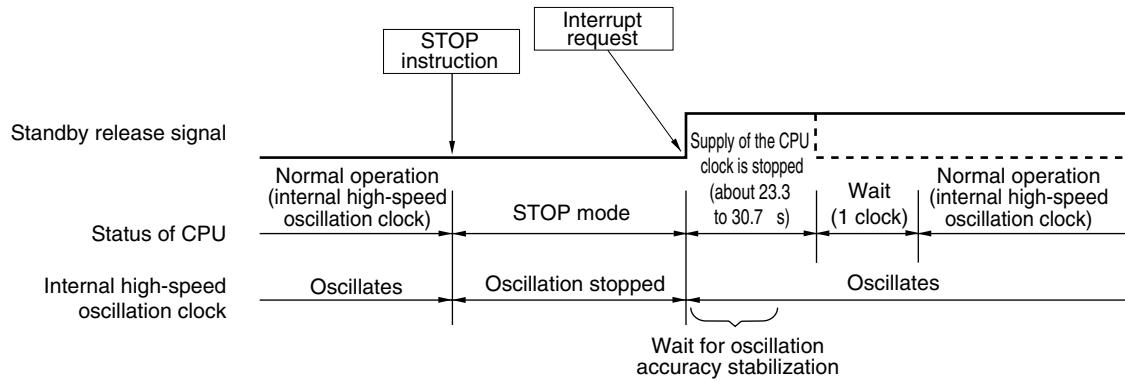 STOP
instruction
Interrupt
request
Standby release signal
Supply of the CPU
clock is stopped
(about 23.3
to 30.7   s)
Normal operation
(internal high-speed
oscillation clock)
STOP mode
Wait
(1 clock)
Normal operation
(internal high-speed
oscillation clock)
Status of CPU
Internal high-speed
oscillation clock
Oscillates
Oscillation stopped
Oscillates
Wait for oscillation
accuracy stabilization